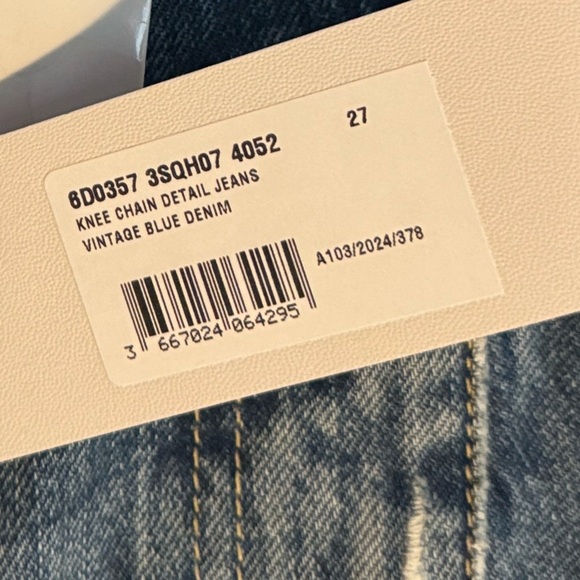 27
6D0357 3SQH07 4052
KNEE CHAIN DETAIL JEANS
VINTAGE BLUE DENIM
A103/2024/378
3 667024 064295